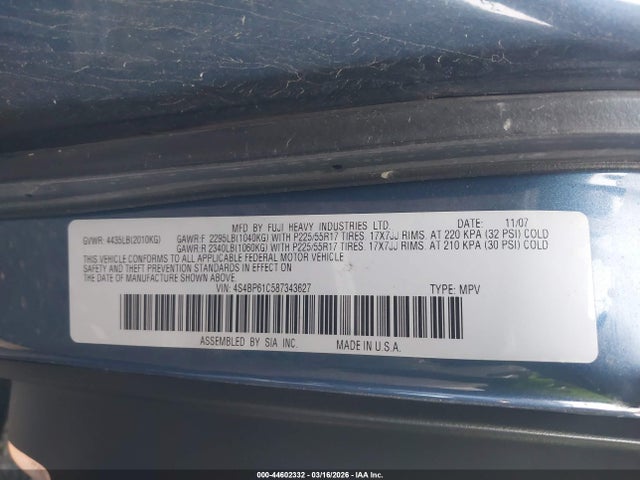 MFD BY FUJI HEAVY INDUSTRIES LTD. DATE: 11/07
GVWR: 4435LB(2010KG) GAWR:F 2295LB(1040KG) WITH P225/55R17 TIRES. 17X7JJ RIMS. AT 220 KPA (32 PSI) COLD
GAWR:R 2340LB(1060KG) WITH P225/55R17 TIRES. 17X7JJ RIMS. AT 210 KPA (30 PSI) COLD
THIS VEHICLE CONFORMS TO ALL APPLICABLE FEDERAL MOTOR VEHICLE
SAFETY AND THEFT PREVENTION STANDARDS IN EFFECT ON
THE DATE OF MANUFACTURE SHOWN ABOVE.
VIN: 4S4BP61C587343627 TYPE: MPV
ASSEMBLED BY SIA INC. MADE IN U.S.A.
000-44602332 - 03/16/2026 - IAAI.COM